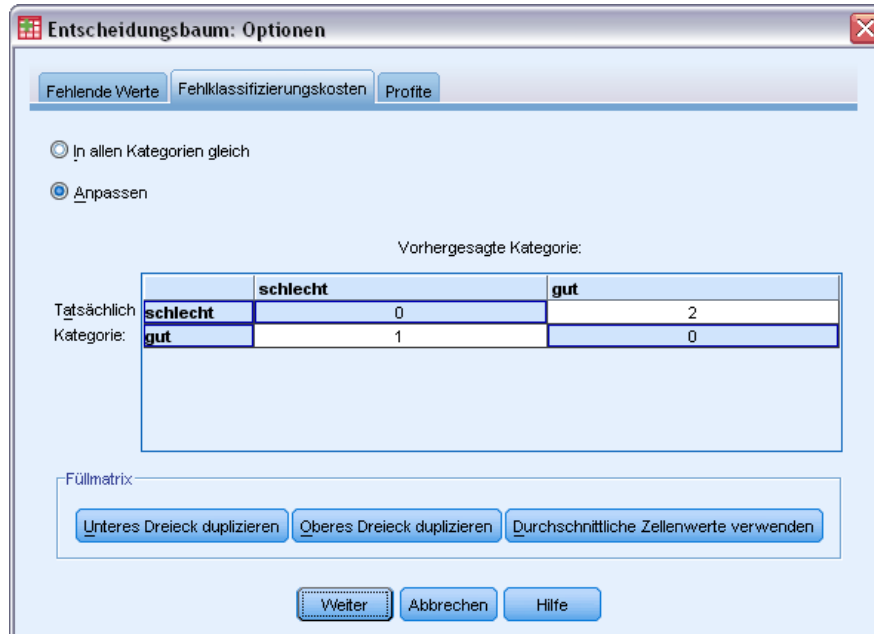 Entscheidungsbaum: Optionen
Fehlende Werte Fehlklassifizierungskosten Profite
In allen Kategorien gleich
Anpassen
Vorhergesagte Kategorie:
schlecht gut
Tatsächlich schlecht 0 2
Kategorie: gut 1 0
Füllmatrix
Unteres Dreieck duplizieren Oberes Dreieck duplizieren Durchschnittliche Zellenwerte verwenden
Weiter Abbrechen Hilfe